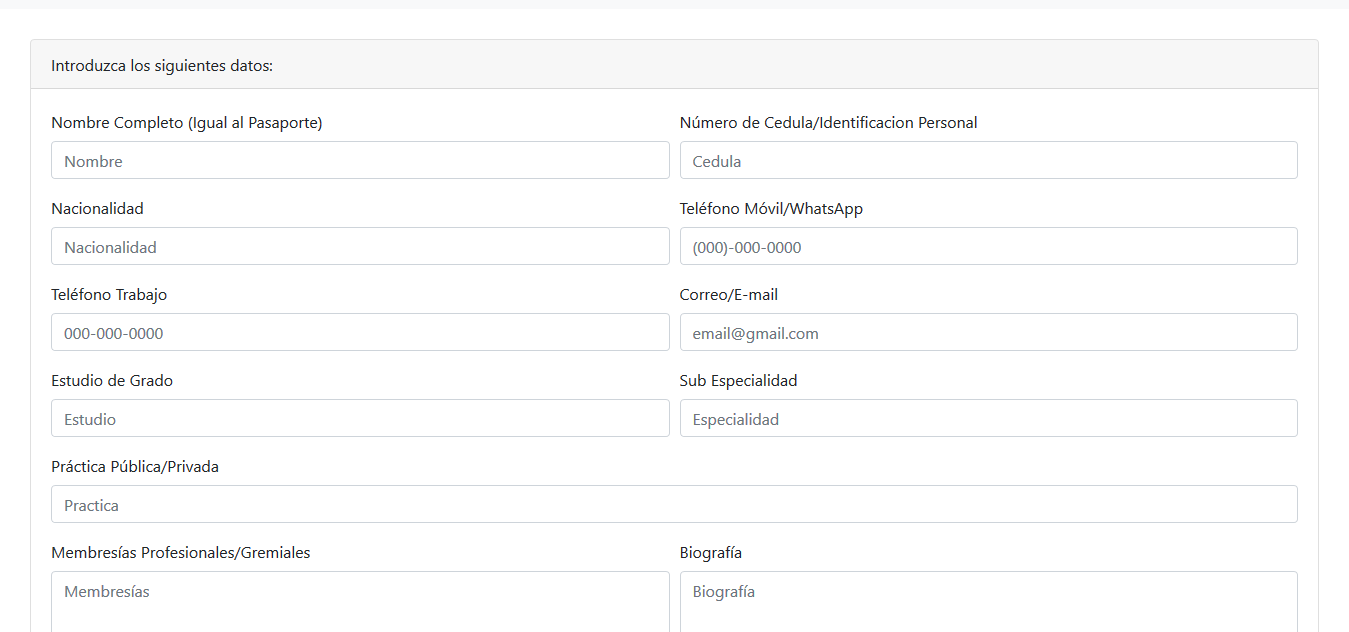 Introduzca los siguientes datos:
Nombre Completo (Igual al Pasaporte)
Número de Cedula/Identificacion Personal
Nombre
Cedula
Nacionalidad
Teléfono Móvil/WhatsApp
Nacionalidad
(000)-000-0000
Teléfono Trabajo
Correo/E-mail
000-000-0000
email@gmail.com
Estudio de Grado
Sub Especialidad
Estudio
Especialidad
Práctica Pública/Privada
Practica
Membresías Profesionales/Gremiales
Biografía
Membresías
Biografía